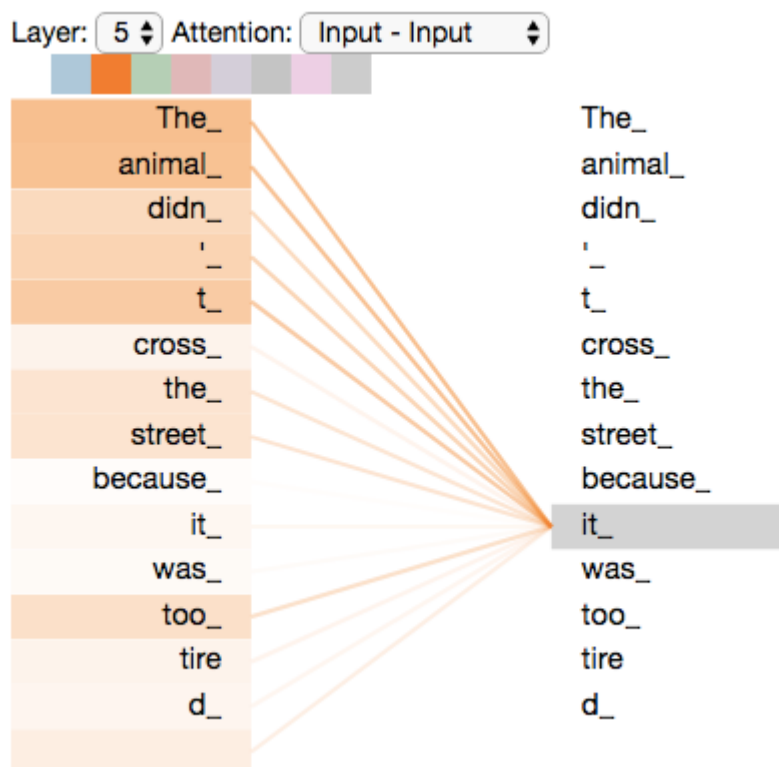 Layer: 5 Attention: Input - Input
The_ The_
animal_ animal_
didn_ didn_
'_ '_
t_ t_
cross_ cross_
the_ the_
street_ street_
because_ because_
it_ it_
was_ was_
too_ too_
tire tire
d_ d_